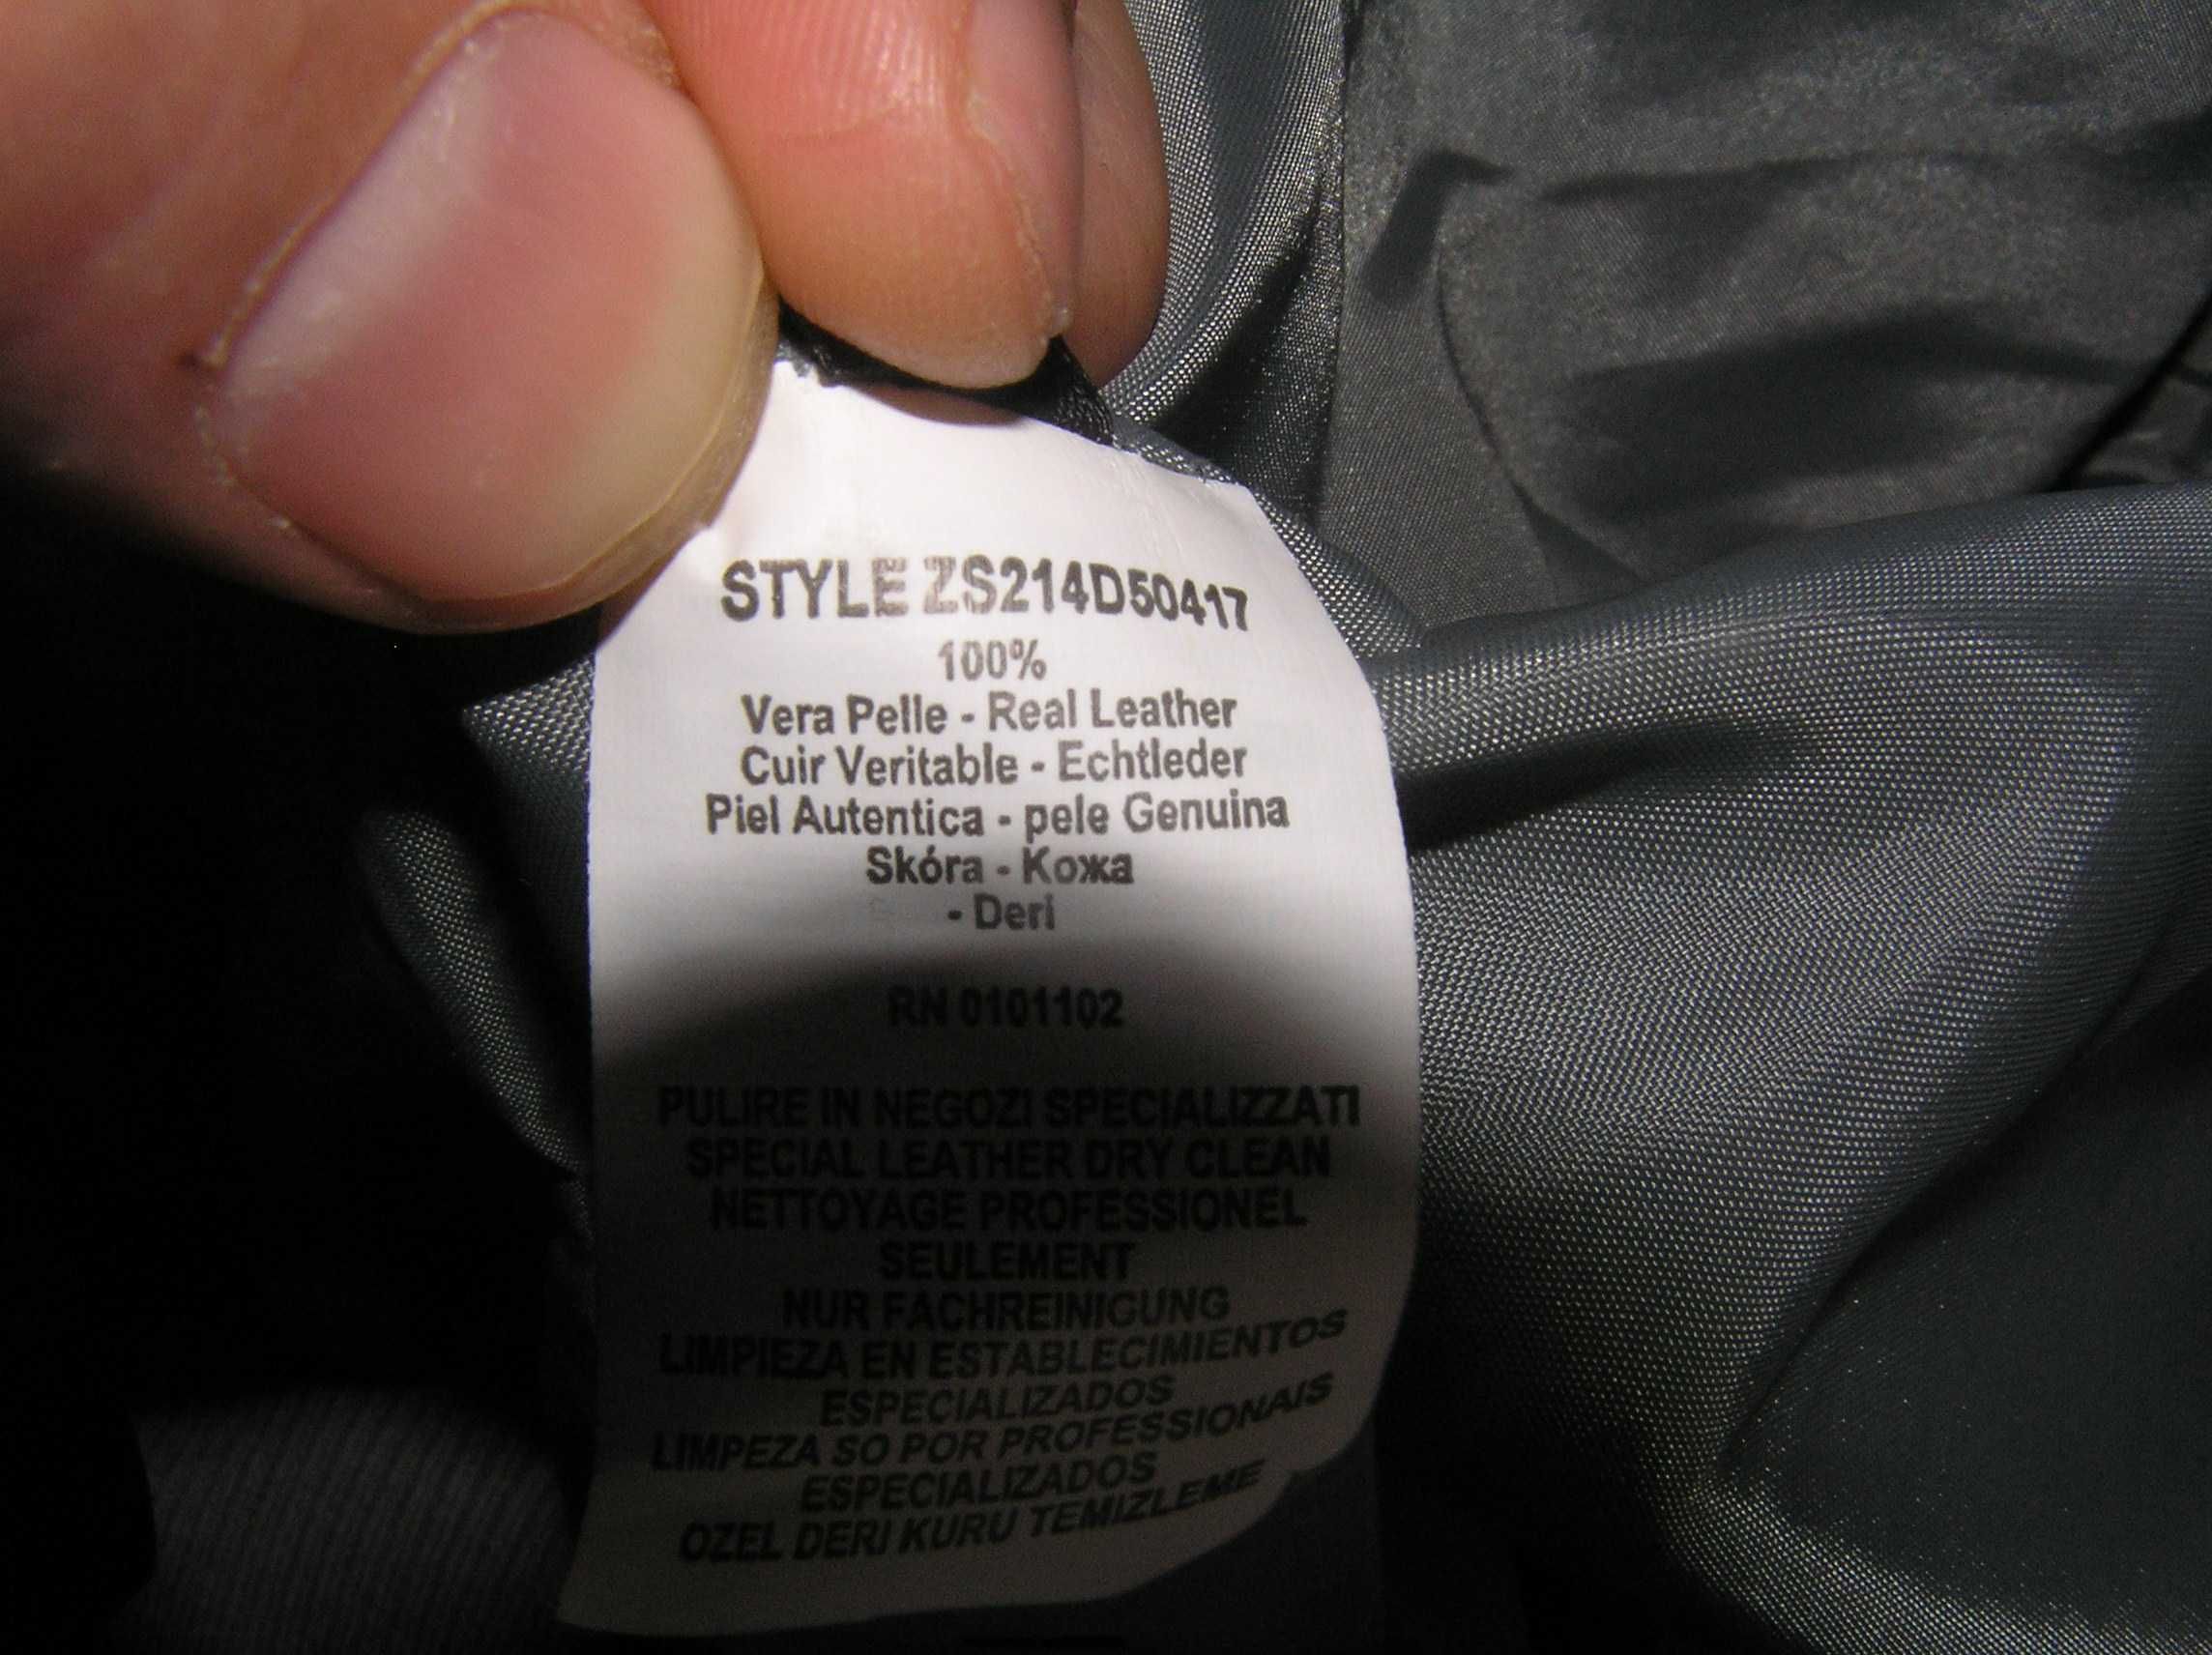 STYLE ZS214D50417
100%
Vera Pelle - Real Leather
Cuir Veritable - Echtleder
Piel Autentica - pele Genuina
Skóra - Кожа
- Deri
RN 0101102
PULIRE IN NEGOZI SPECIALIZZATI
SPECIAL LEATHER DRY CLEAN
NETTOYAGE PROFESSIONEL
SEULEMENT
NUR FACHREINIGUNG
LIMPIEZA EN ESTABLECIMIENTOS
ESPECIALIZADOS
LIMPEZA SO POR PROFESSIONAIS
ESPECIALIZADOS
OZEL DERI KURU TEMIZLEME